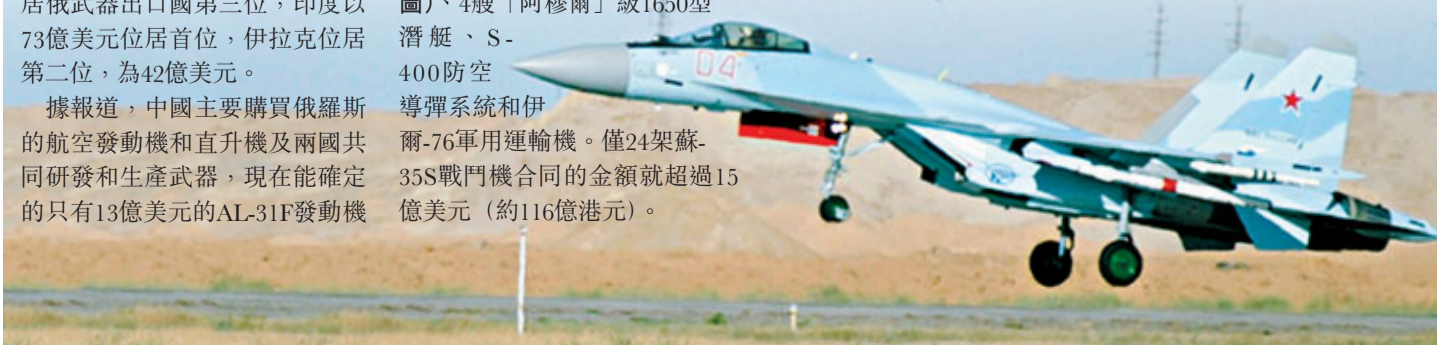 居俄武器出口國第三位，印度以
73億美元位居首位，伊拉克位居
第二位，為42億美元。
據報道，中國主要購買俄羅斯
的航空發動機和直升機及兩國共
同研發和生產武器，現在能確定
的只有13億美元的AL-31F發動機
圖)、4艘「阿穆爾」級1650型
潛艇、S-
400防空
導彈系統和伊
爾-76軍用運輸機。僅24架蘇-
35S戰鬥機合同的金額就超過15
億美元（約116億港元）。
04